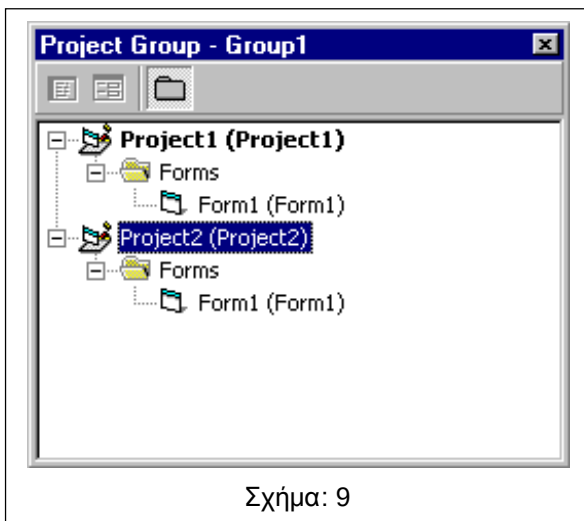 Project Group - Group1
Project1 (Project1)
Forms
Form1 (Form1)
Project2 (Project2)
Forms
Form1 (Form1)
Σχήμα: 9